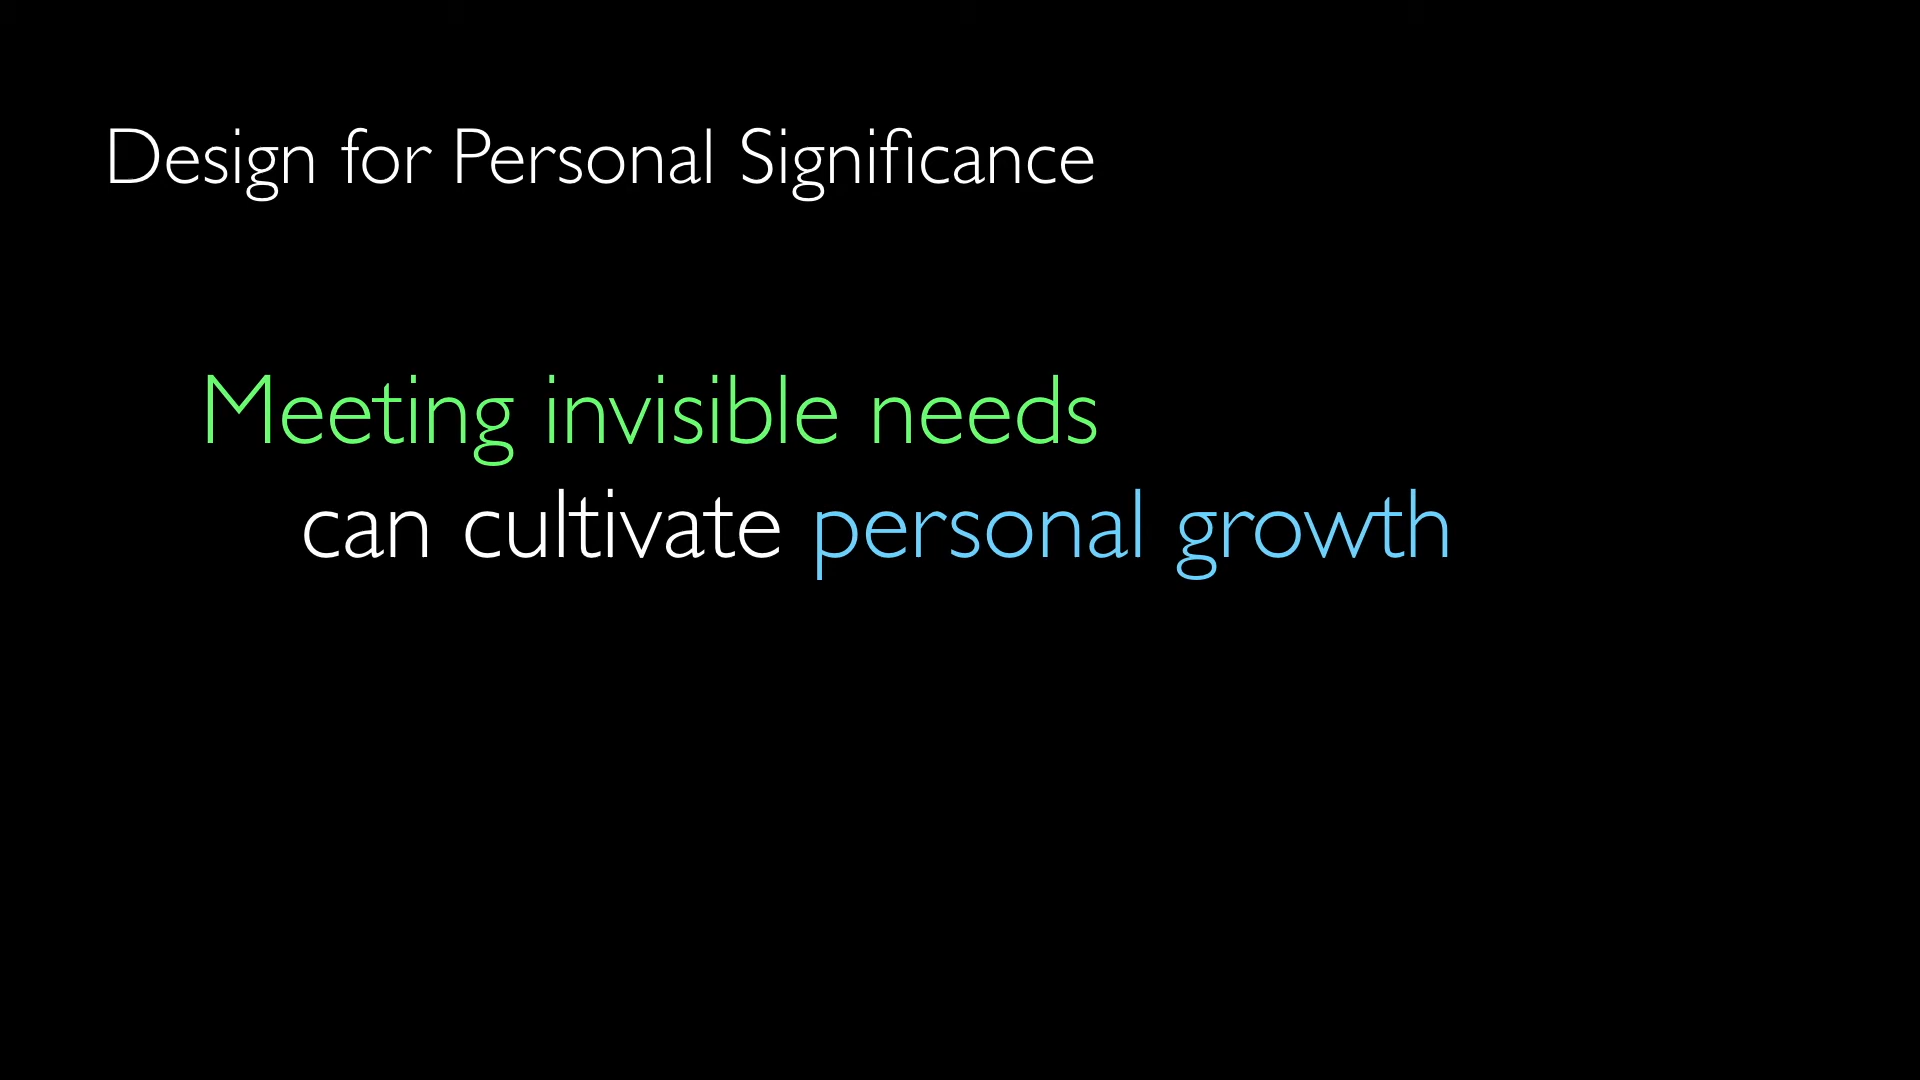 Design for Personal Significance
Meeting invisible needs
can cultivate personal growth